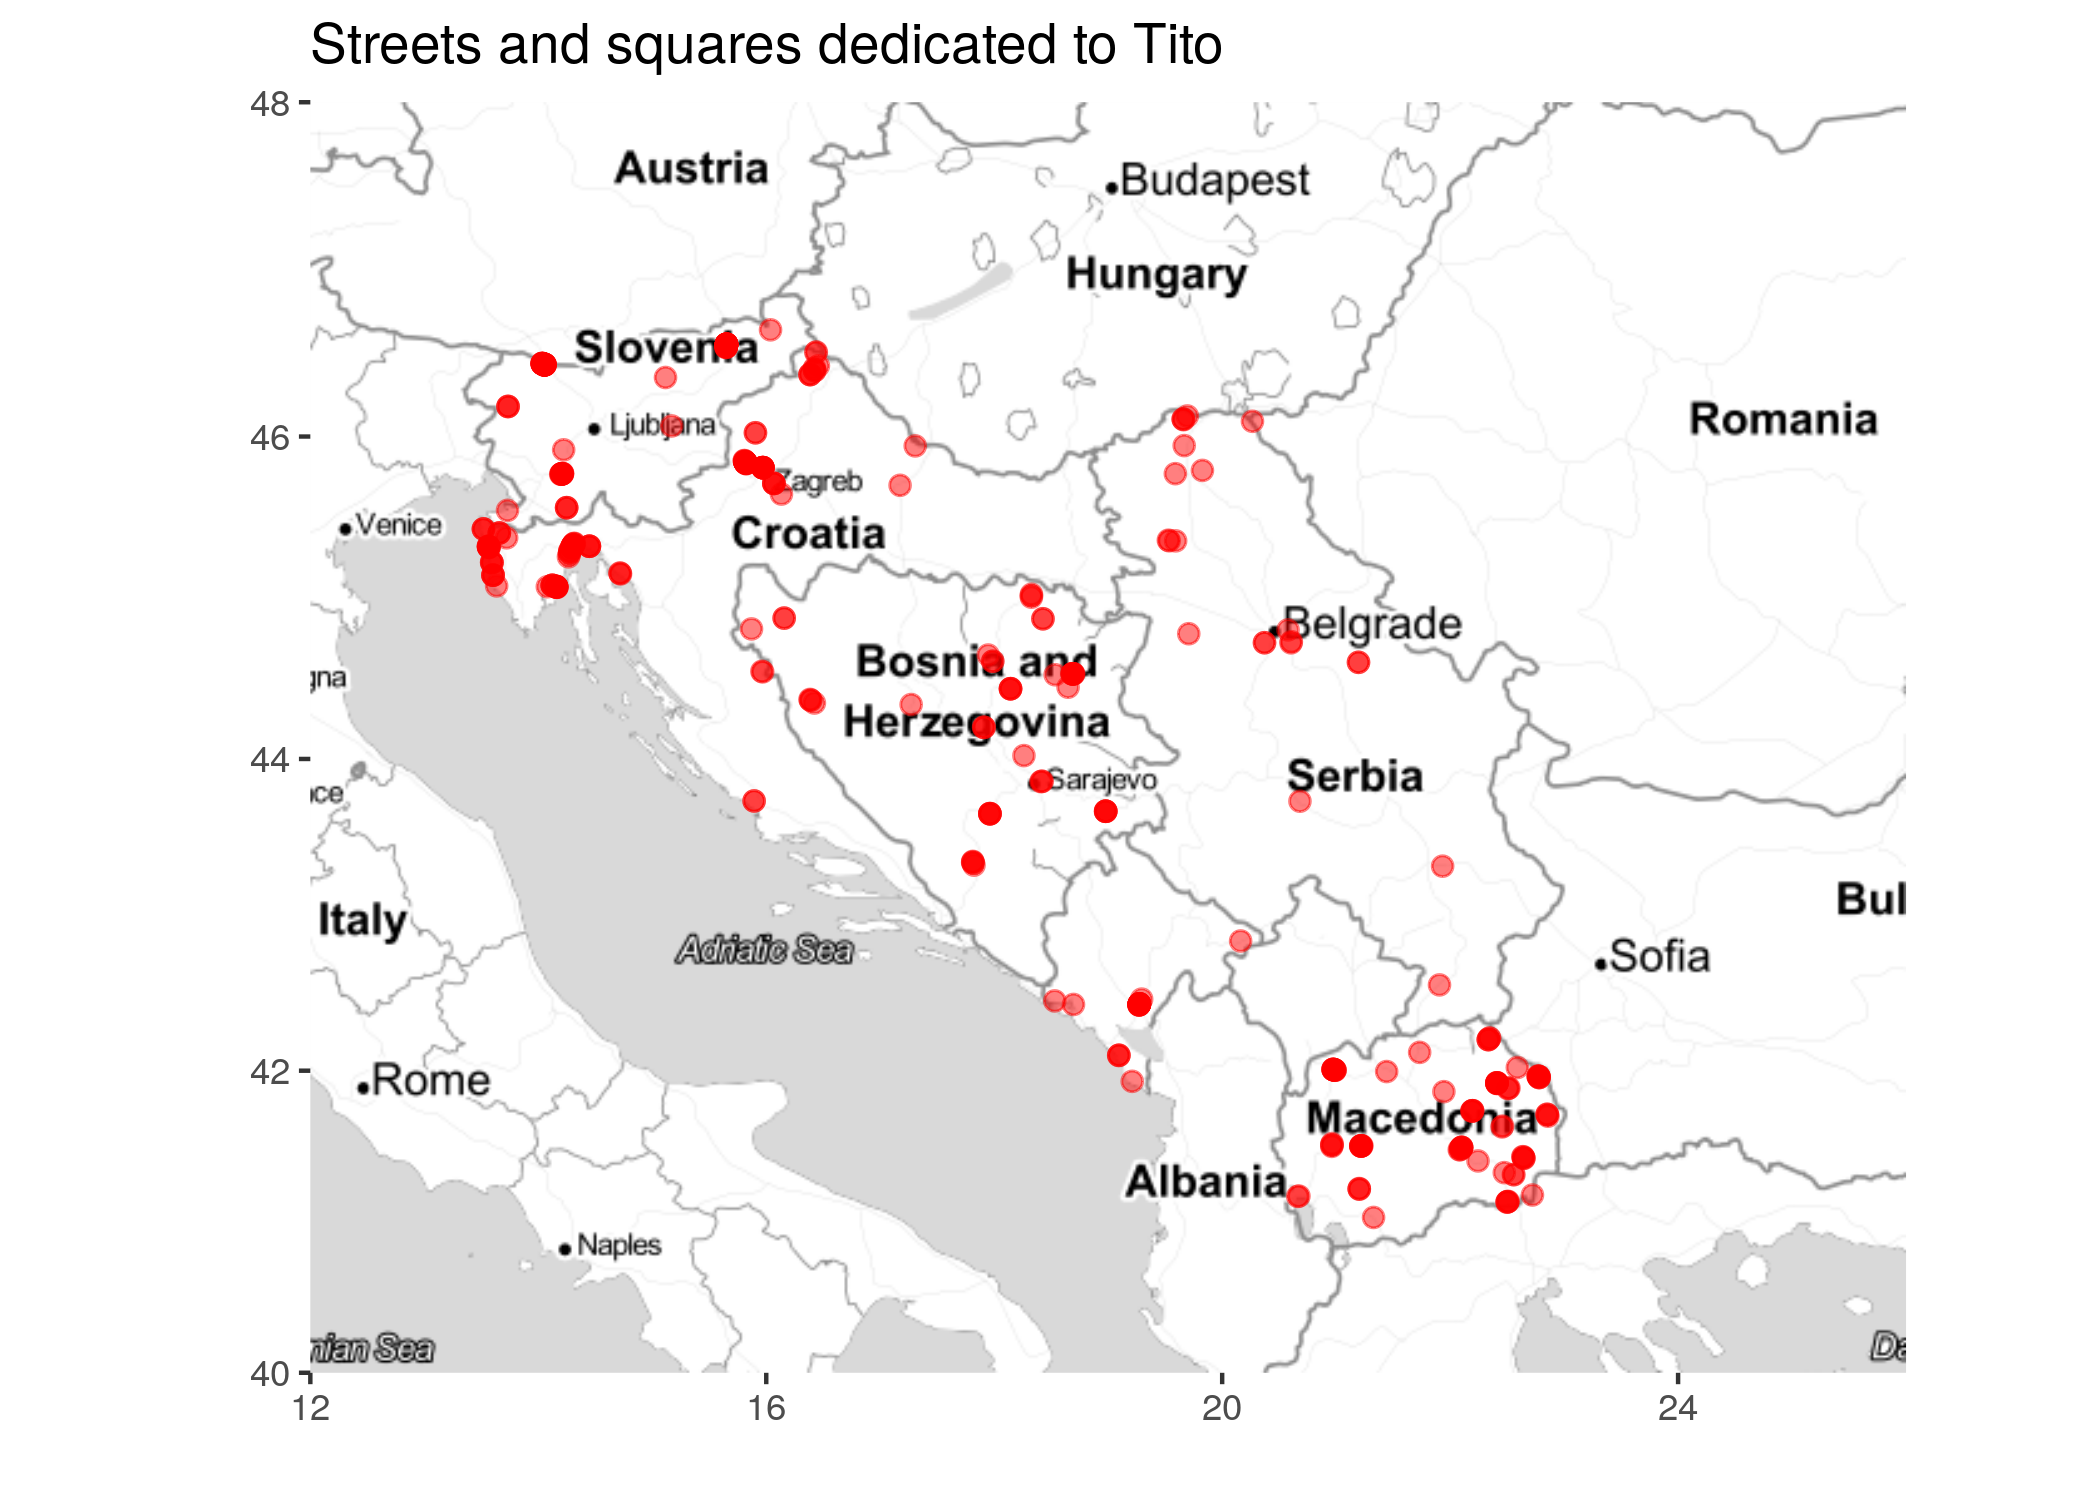 Streets and squares dedicated to Tito
48
Austria
Budapest
Hungary
Slovenia
46
Romania
Ljubljana
Zagreb
Venice
Croatia
Belgrade
Bosnia and
gna
Herzegovina
44
Serbia
Sarajevo
ce
Bul
Italy
Adriatic Sea
Sofia
42
Rome
Macedonia
Albania
Naples
nian Sea
Da
40
12
16
20
24